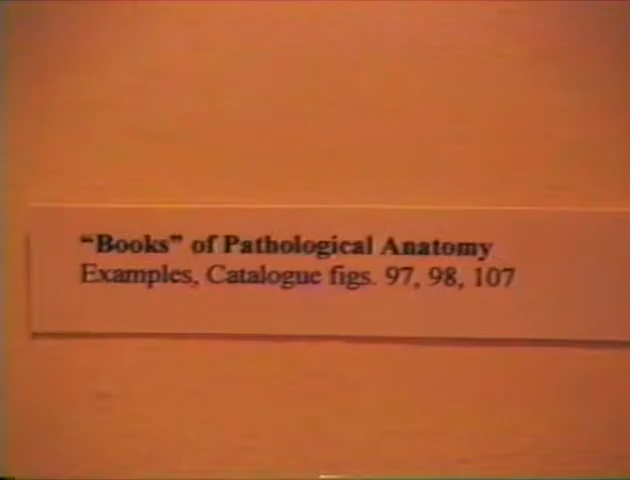 “Books” of Pathological Anatomy
Examples, Catalogue figs. 97, 98, 107